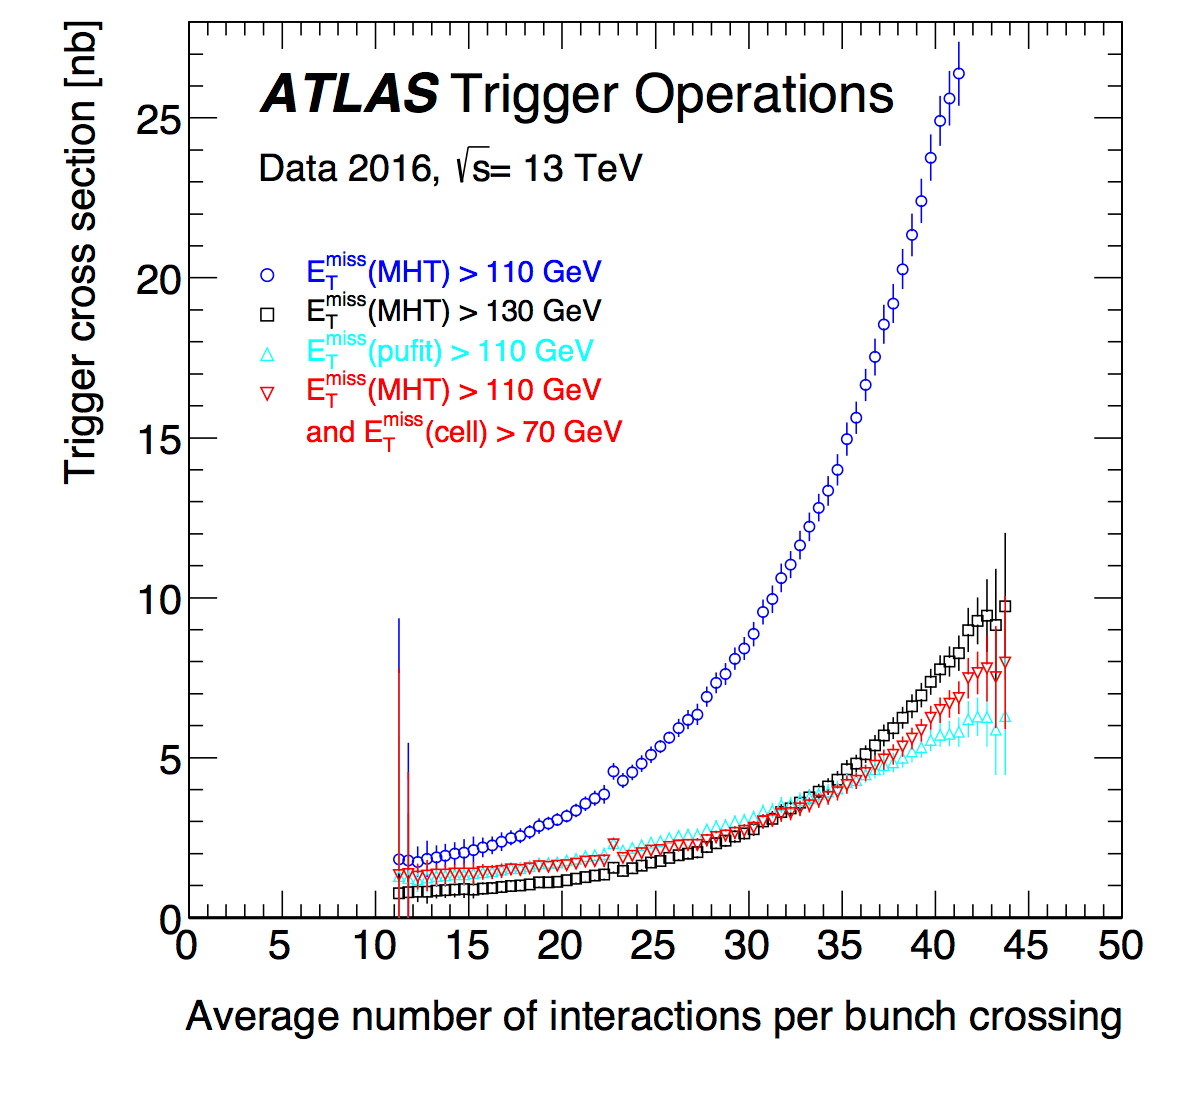 Trigger cross section [nb]
ATLAS Trigger Operations
Data 2016, √s= 13 TeV
E_T^miss(MHT) > 110 GeV
E_T^miss(MHT) > 130 GeV
E_T^miss(pufit) > 110 GeV
E_T^miss(MHT) > 110 GeV
and E_T^miss(cell) > 70 GeV
25
20
15
10
5
0
0 5 10 15 20 25 30 35 40 45 50
Average number of interactions per bunch crossing